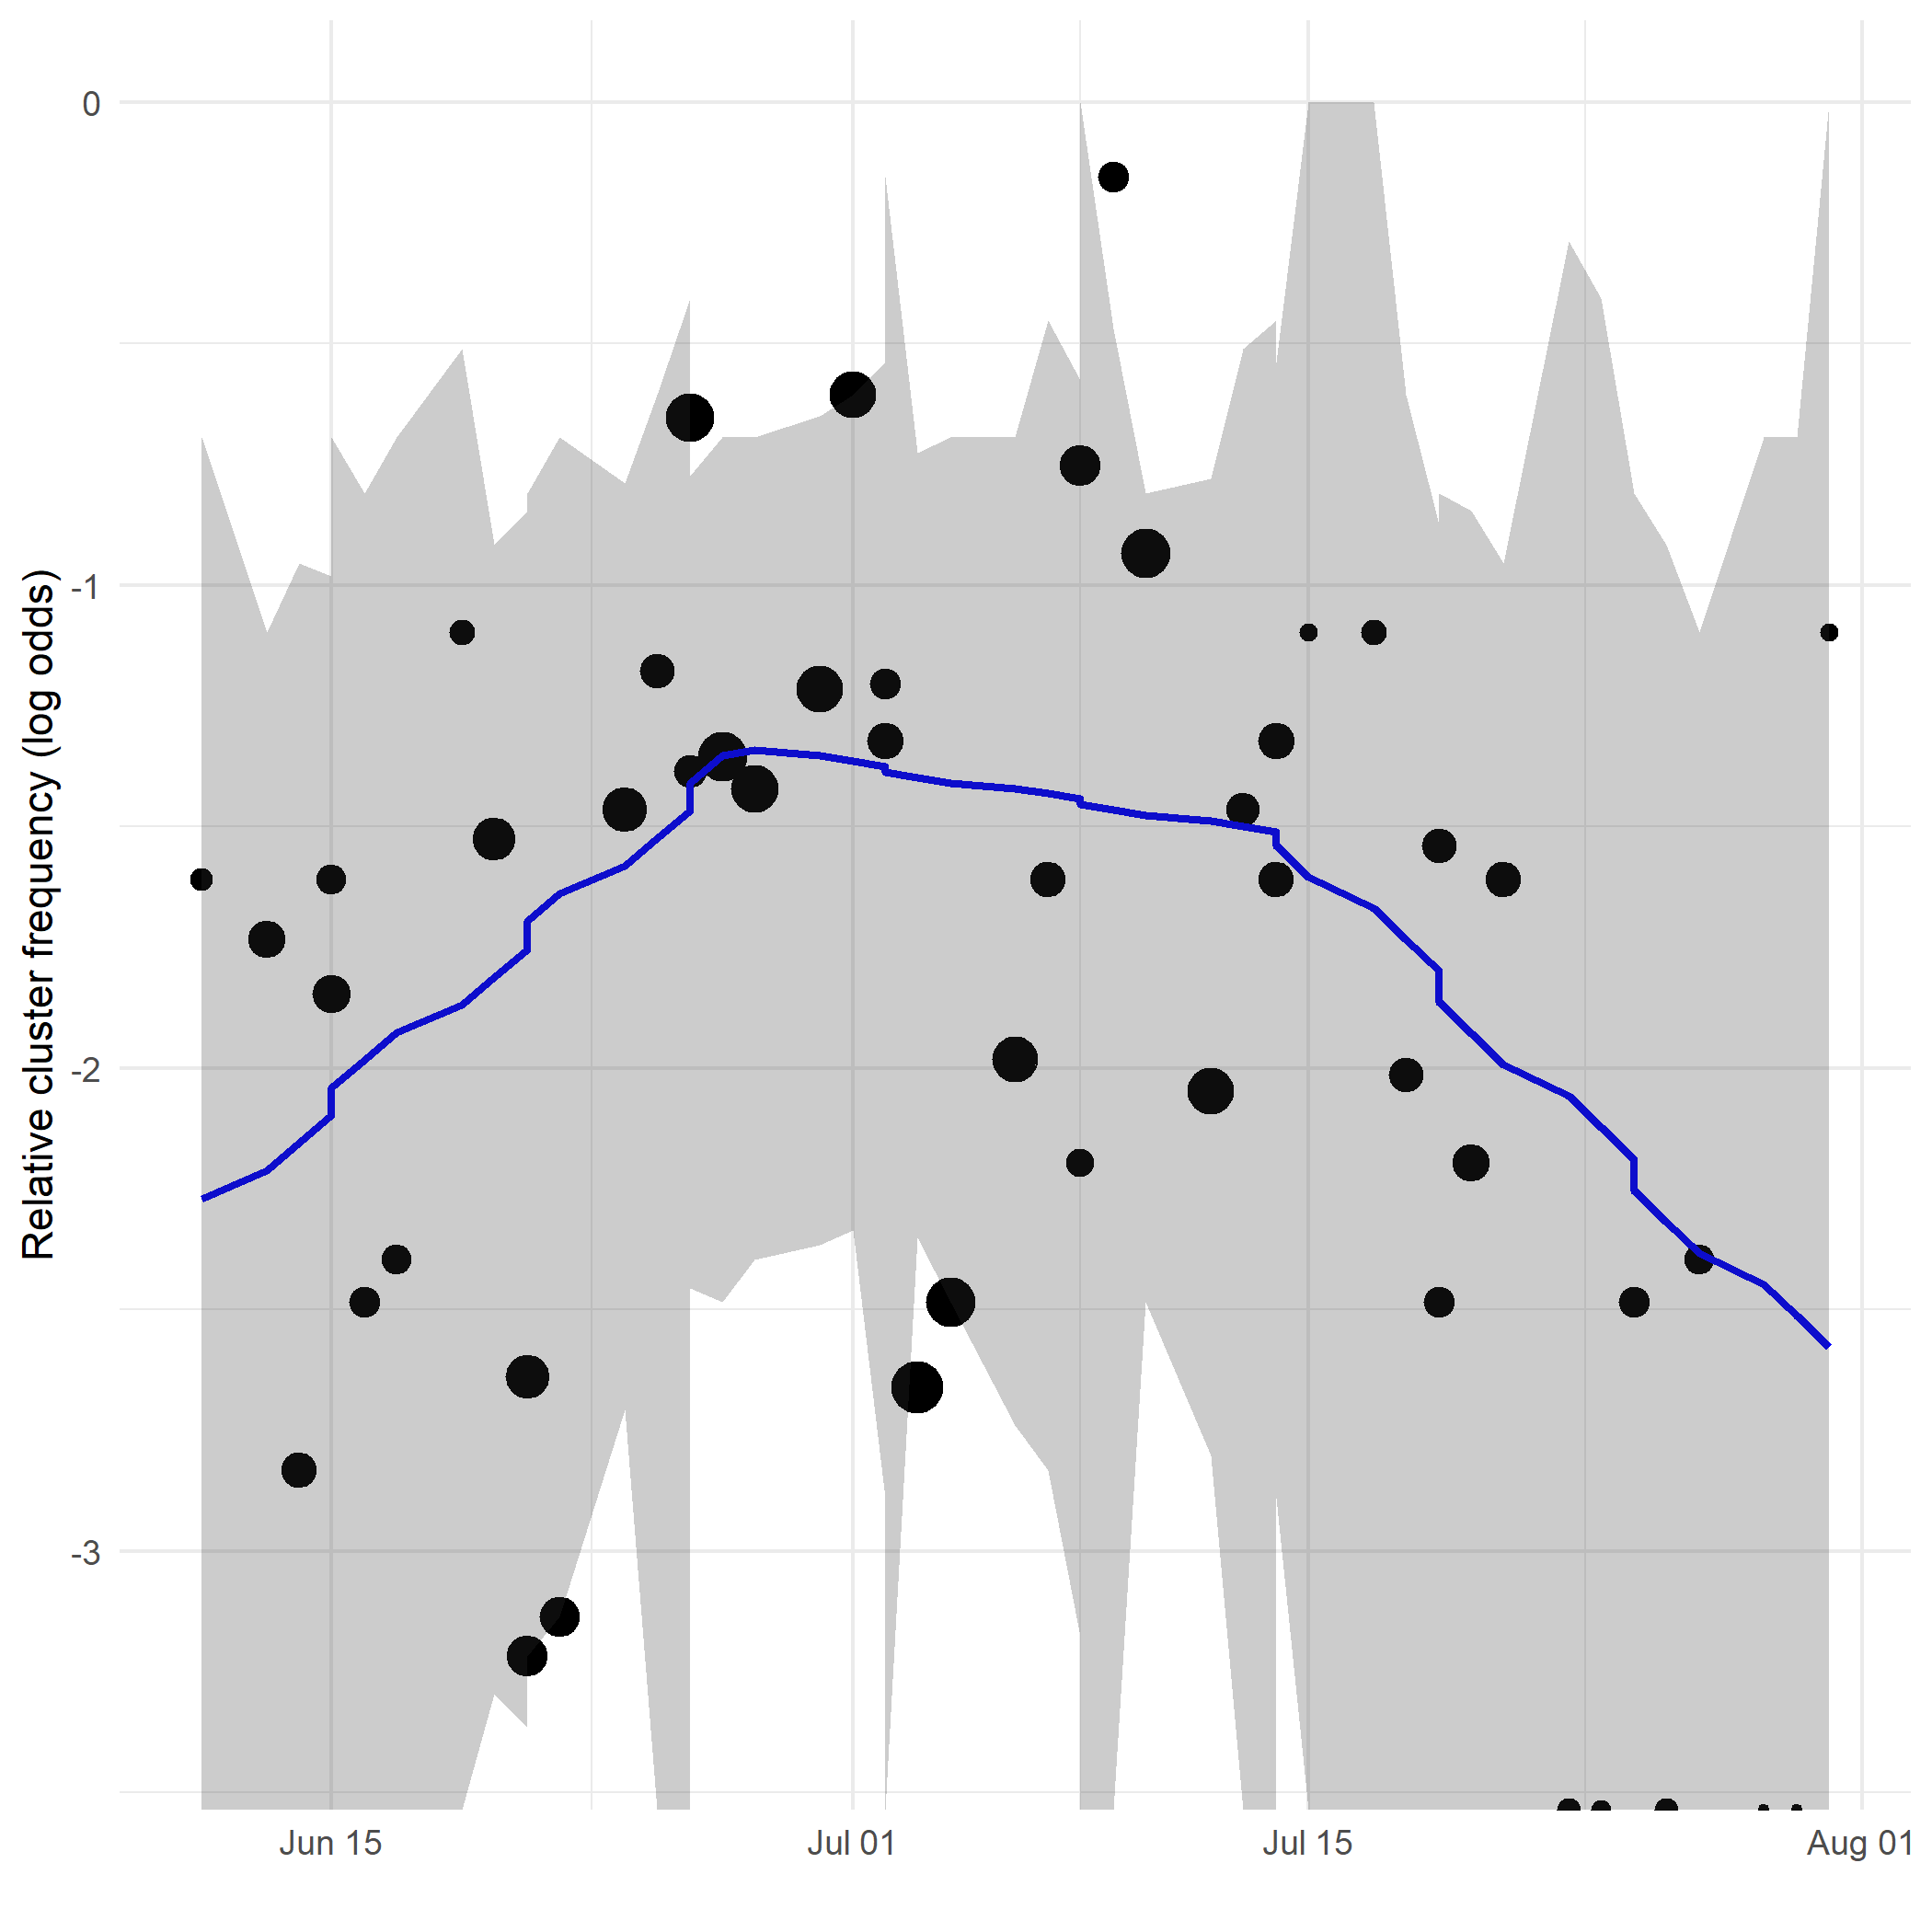 Relative cluster frequency (log odds)
0
-1
-2
-3
Jun 15
Jul 01
Jul 15
Aug 01